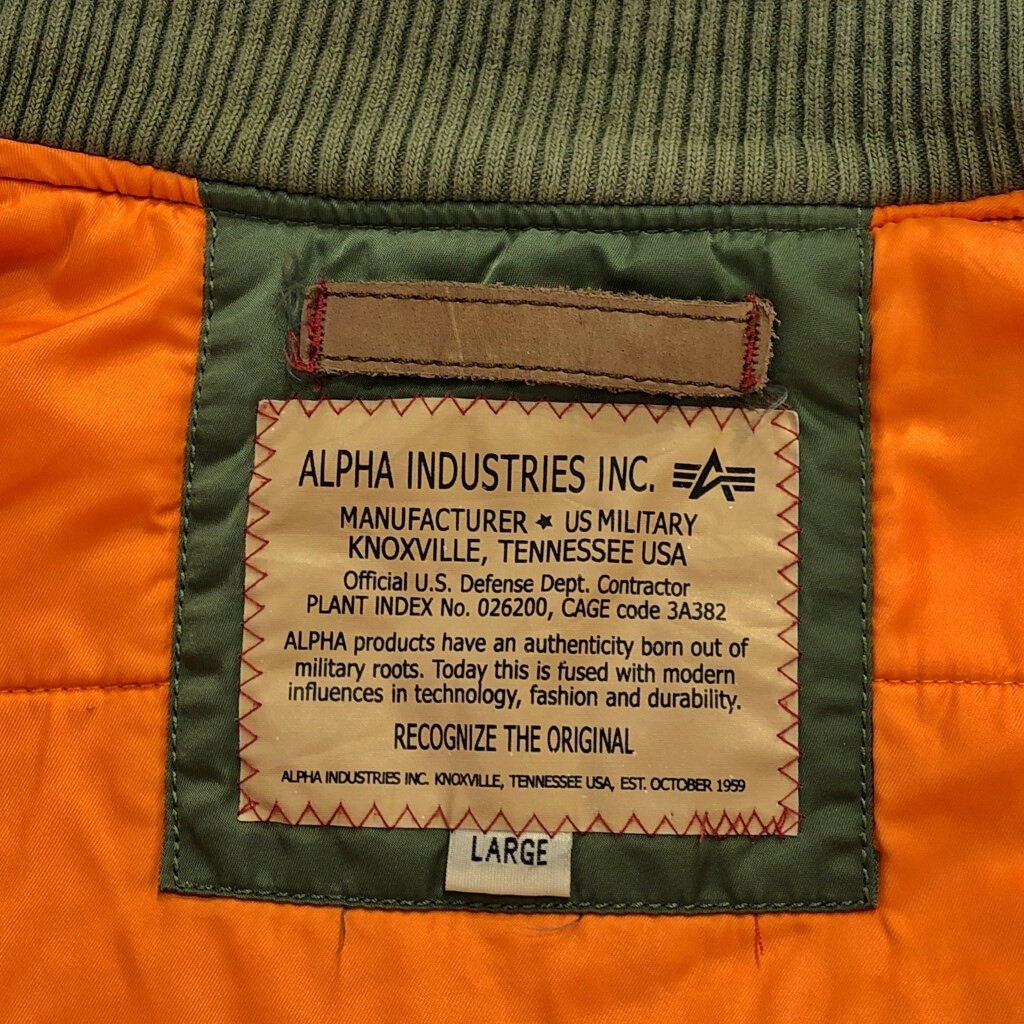 ALPHA INDUSTRIES INC.
MANUFACTURER ★ US MILITARY
KNOXVILLE, TENNESSEE USA
Official U.S. Defense Dept. Contractor
PLANT INDEX No. 026200, CAGE code 3A382
ALPHA products have an authenticity born out of
military roots. Today this is fused with modern
influences in technology, fashion and durability.
RECOGNIZE THE ORIGINAL
ALPHA INDUSTRIES INC. KNOXVILLE, TENNESSEE USA, EST. OCTOBER 1959
LARGE